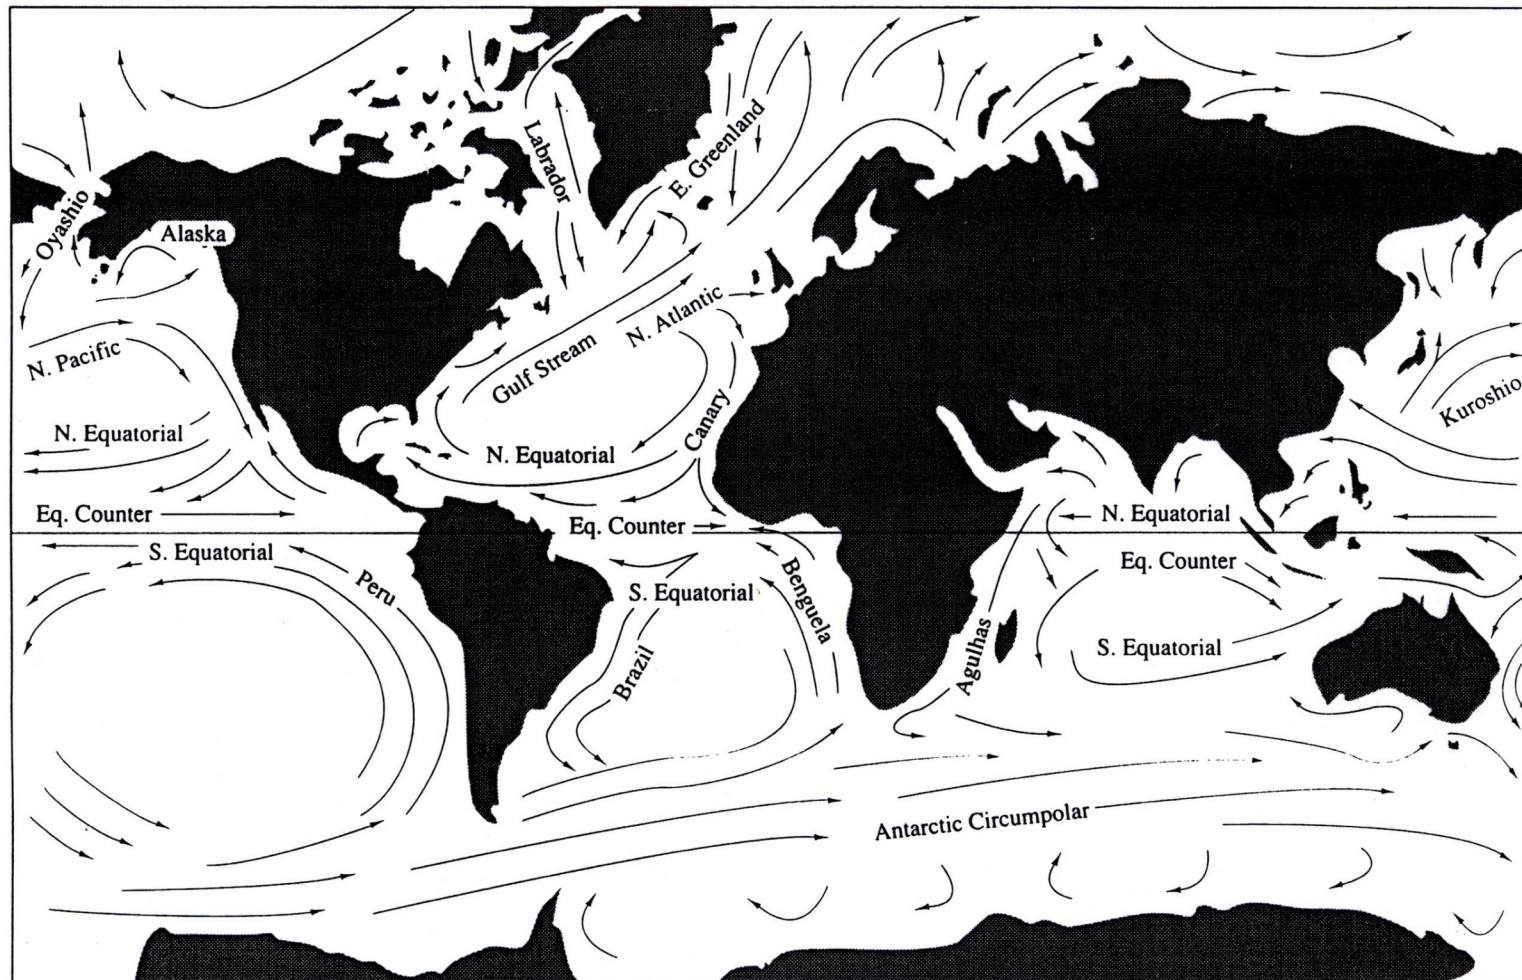 Labrador
E. Greenland
Oyashio
Alaska
N. Pacific
Gulf Stream
N. Atlantic
Kuroshio
Canary
N. Equatorial
N. Equatorial
Eq. Counter
Eq. Counter
N. Equatorial
S. Equatorial
Eq. Counter
Peru
S. Equatorial
Benguela
Brazil
Agulhas
S. Equatorial
Antarctic Circumpolar